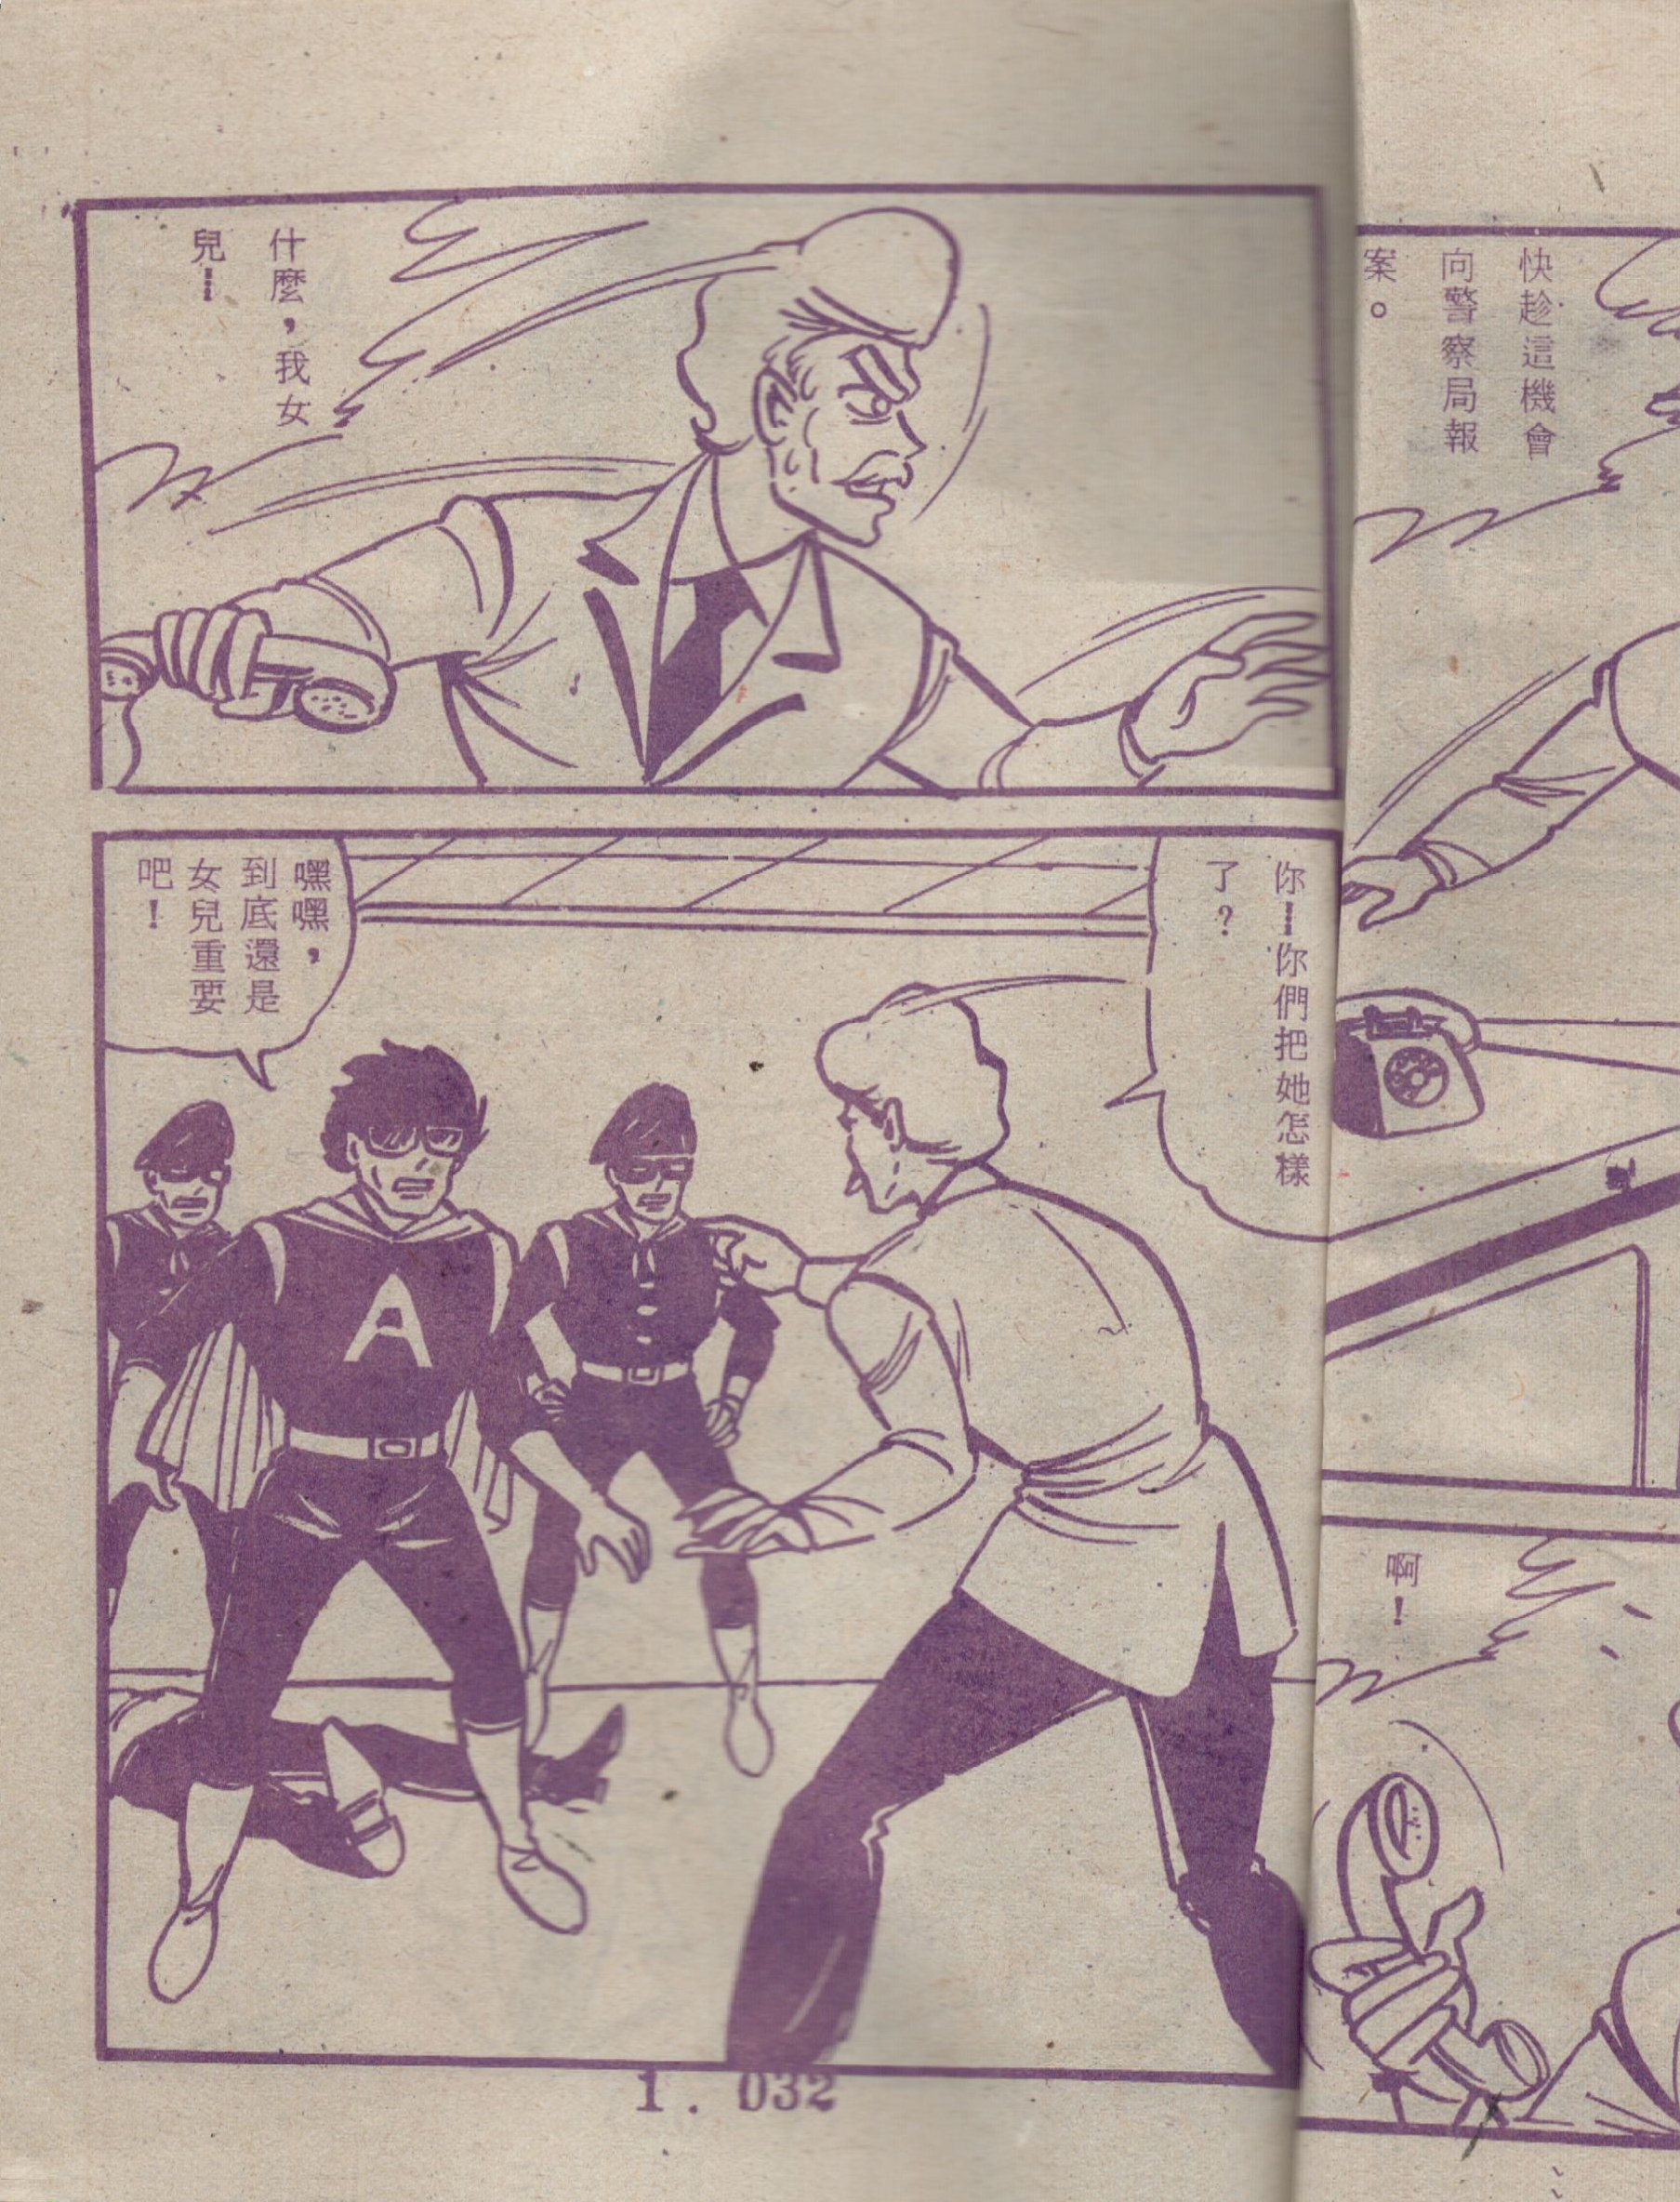 快趁這機會
向警察局報
案。
啊！
什麼，我女
兒┅
你┅你們把她怎樣
了？
嘿嘿，
到底還是
女兒重要
吧！
A
1. 032